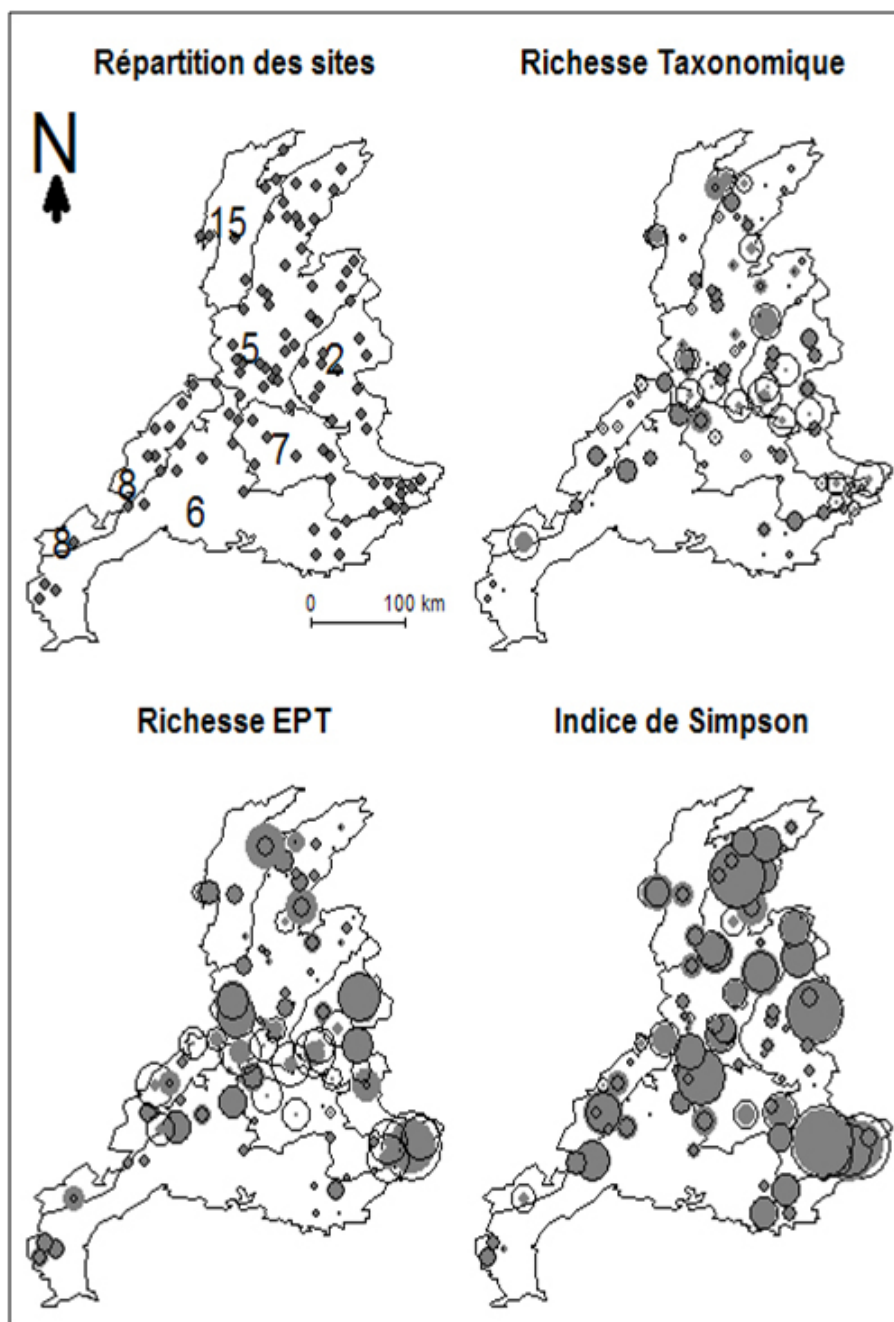 Répartition des sites
Richesse Taxonomique
N
15
5
2
7
8
6
8
0 100 km
Richesse EPT
Indice de Simpson